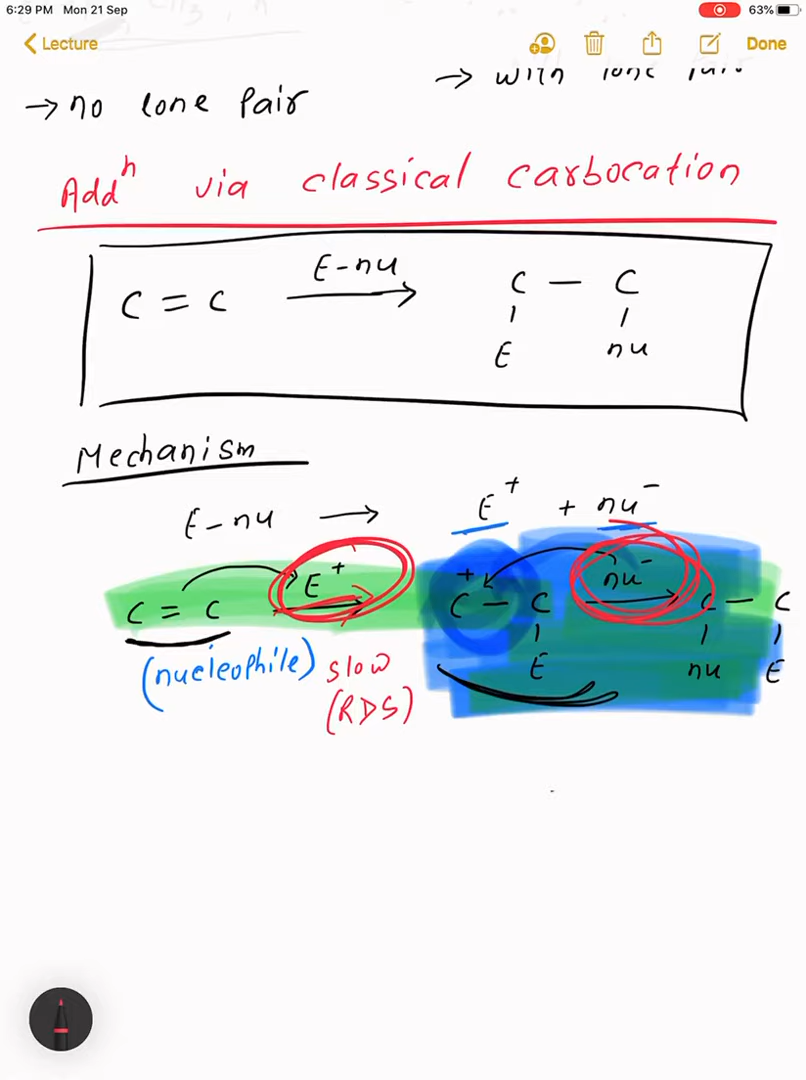 6:29 PM Mon 21 Sep 63%
Lecture Done
→ with lone pair
→ no lone Pair
Addⁿ via classical carbocation
C = C E-nu → C - C
E nu
Mechanism
E-nu → E⁺ + nu⁻
C = C E⁺ → ⁺C - C nu⁻ → C - C
(nucleophile) slow E nu E
(RDS)